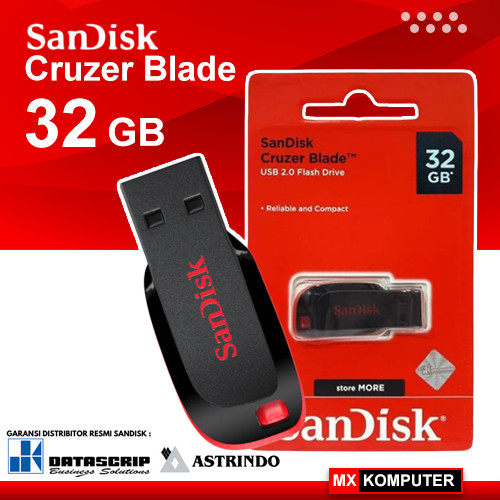 SanDisk
Cruzer Blade
32 GB
SanDisk
Cruzer Blade™
USB 2.0 Flash Drive
32
GB*
• Reliable and Compact
SanDisk
SanDisk
store MORE
SanDisk
GARANSI DISTRIBUTOR RESMI SANDISK :
DATASCRIP
Business Solutions
ASTRINDO
MX KOMPUTER